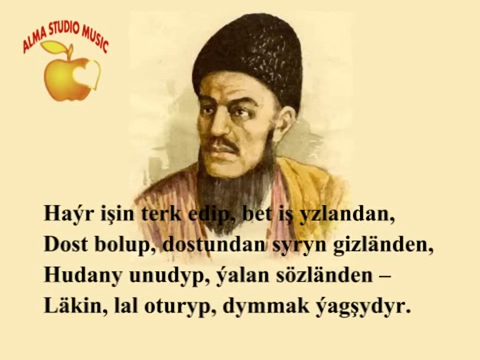 ALMA STUDIO MUSIC
Haýr işin terk edip, bet iş yzlandan,
Dost bolup, dostundan syryn gizländen,
Hudany unudyp, ýalan sözländen –
Läkin, lal oturyp, dymmak ýagşydyr.